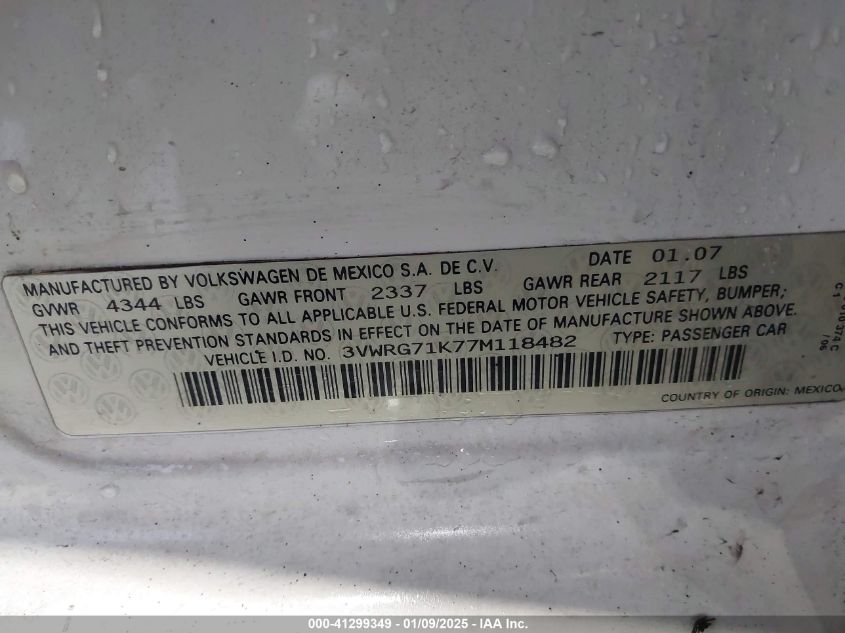 MANUFACTURED BY VOLKSWAGEN DE MEXICO S.A. DE C.V. DATE 01.07
GVWR 4344 LBS GAWR FRONT 2337 LBS GAWR REAR 2117 LBS
THIS VEHICLE CONFORMS TO ALL APPLICABLE U.S. FEDERAL MOTOR VEHICLE SAFETY, BUMPER,
AND THEFT PREVENTION STANDARDS IN EFFECT ON THE DATE OF MANUFACTURE SHOWN ABOVE.
VEHICLE I.D. NO. 3VWRG71K77M118482 TYPE: PASSENGER CAR
COUNTRY OF ORIGIN: MEXICO
/06
000-41299349 - 01/09/2025 - IAA Inc.